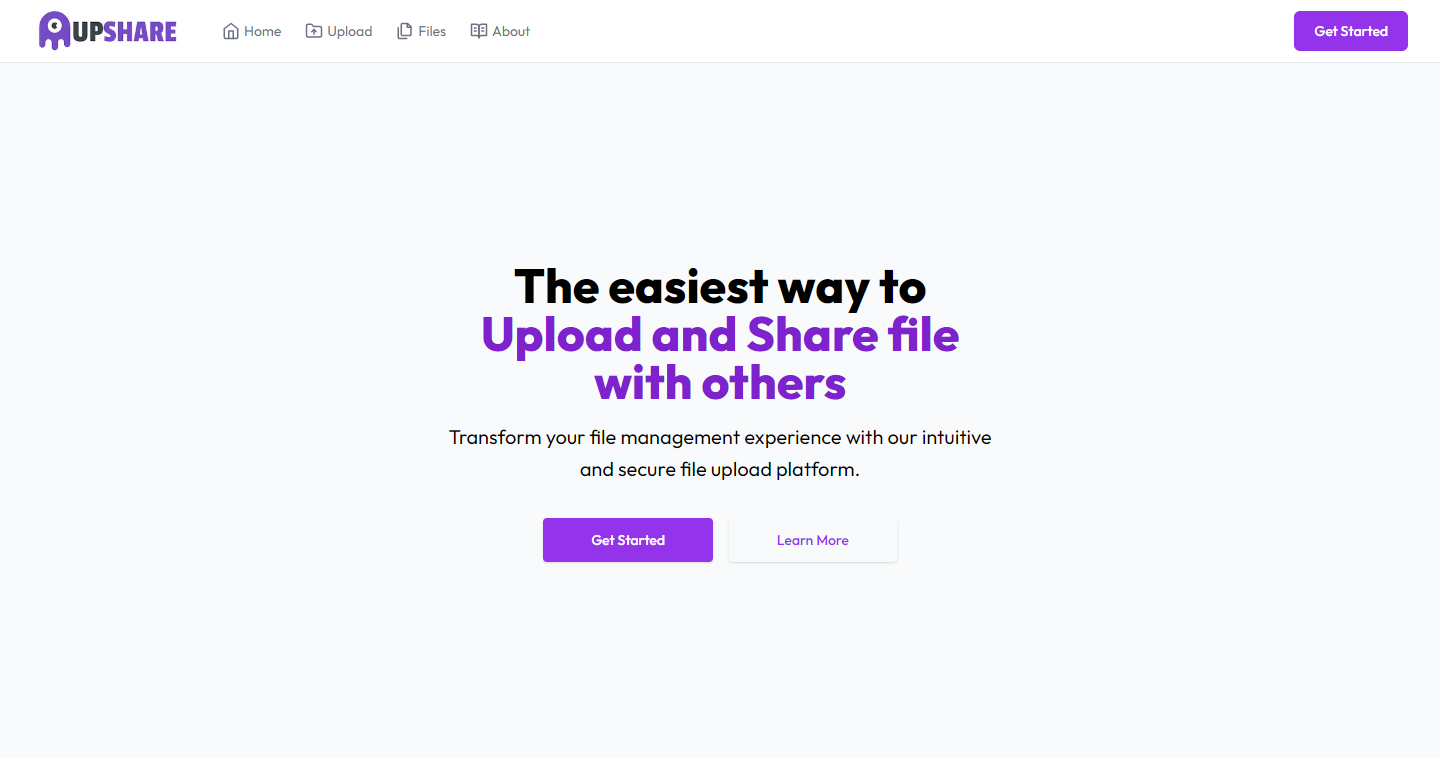 UPSHARE
Home
Upload
Files
About
Get Started
The easiest way to
Upload and Share file
with others
Transform your file management experience with our intuitive
and secure file upload platform.
Get Started
Learn More